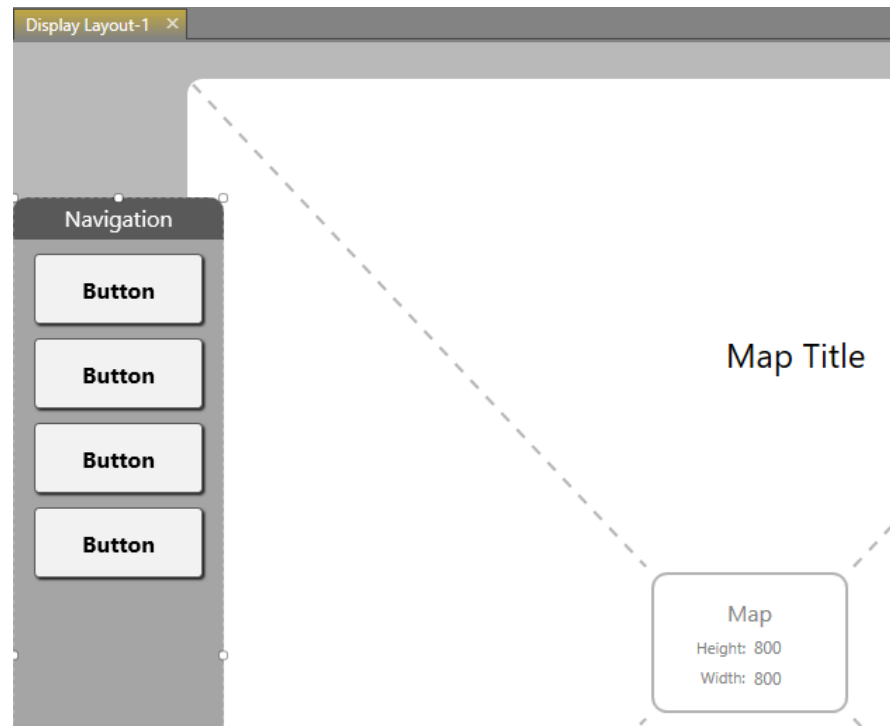 Display Layout-1 ×
Navigation
Button
Button
Button
Button
Map Title
Map
Height: 800
Width: 800